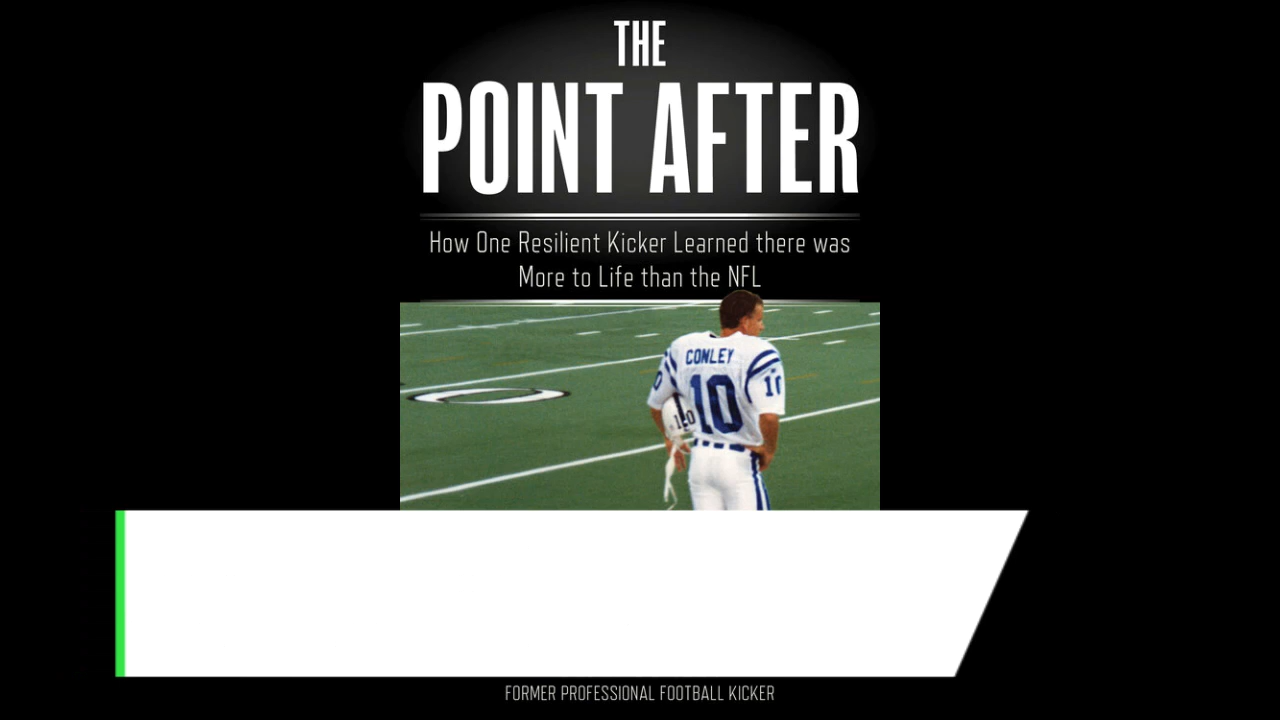 THE
POINT AFTER
How One Resilient Kicker Learned there was
More to Life than the NFL
CONLEY
10
10
10
FORMER PROFESSIONAL FOOTBALL KICKER